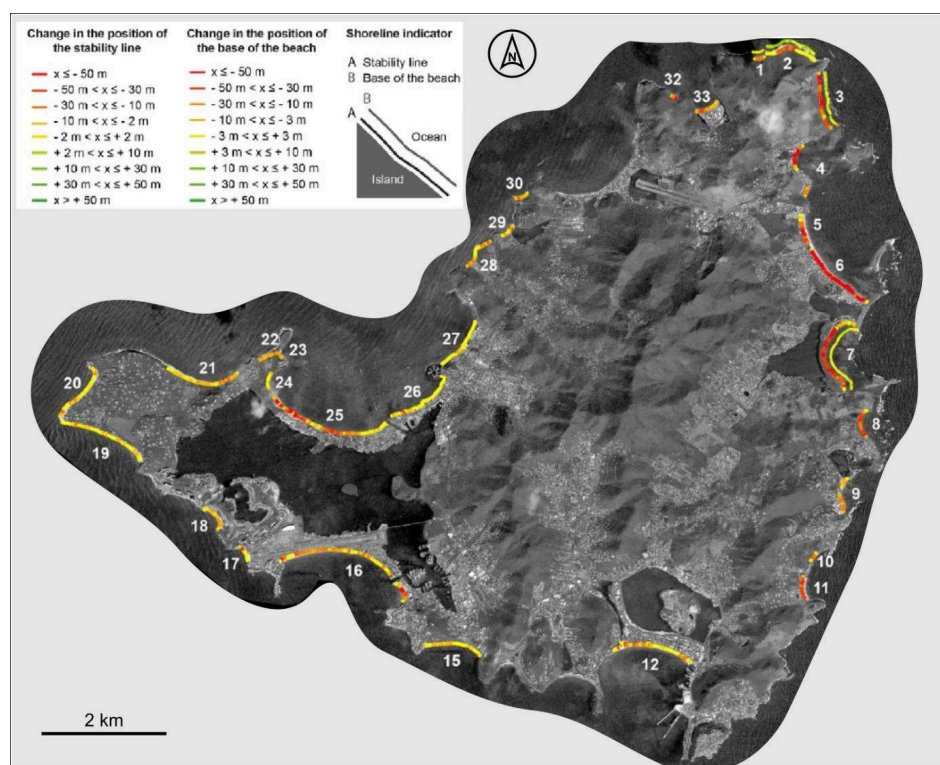 Change in the position of
the stability line
x ≤ - 50 m
- 50 m < x ≤ - 30 m
- 30 m < x ≤ - 10 m
- 10 m < x ≤ - 2 m
- 2 m < x ≤ + 2 m
+ 2 m < x ≤ + 10 m
+ 10 m < x ≤ + 30 m
+ 30 m < x ≤ + 50 m
x > + 50 m
Change in the position of
the base of the beach
x ≤ - 50 m
- 50 m < x ≤ - 30 m
- 30 m < x ≤ - 10 m
- 10 m < x ≤ - 3 m
- 3 m < x ≤ + 3 m
+ 3 m < x ≤ + 10 m
+ 10 m < x ≤ + 30 m
+ 30 m < x ≤ + 50 m
x > + 50 m
Shoreline indicator
A Stability line
B Base of the beach
B
A
Ocean
Island
N
1
2
32
33
3
4
30
5
29
28
6
27
22
23
7
21
24
20
26
25
8
19
9
18
17
16
10
11
15
12
2 km